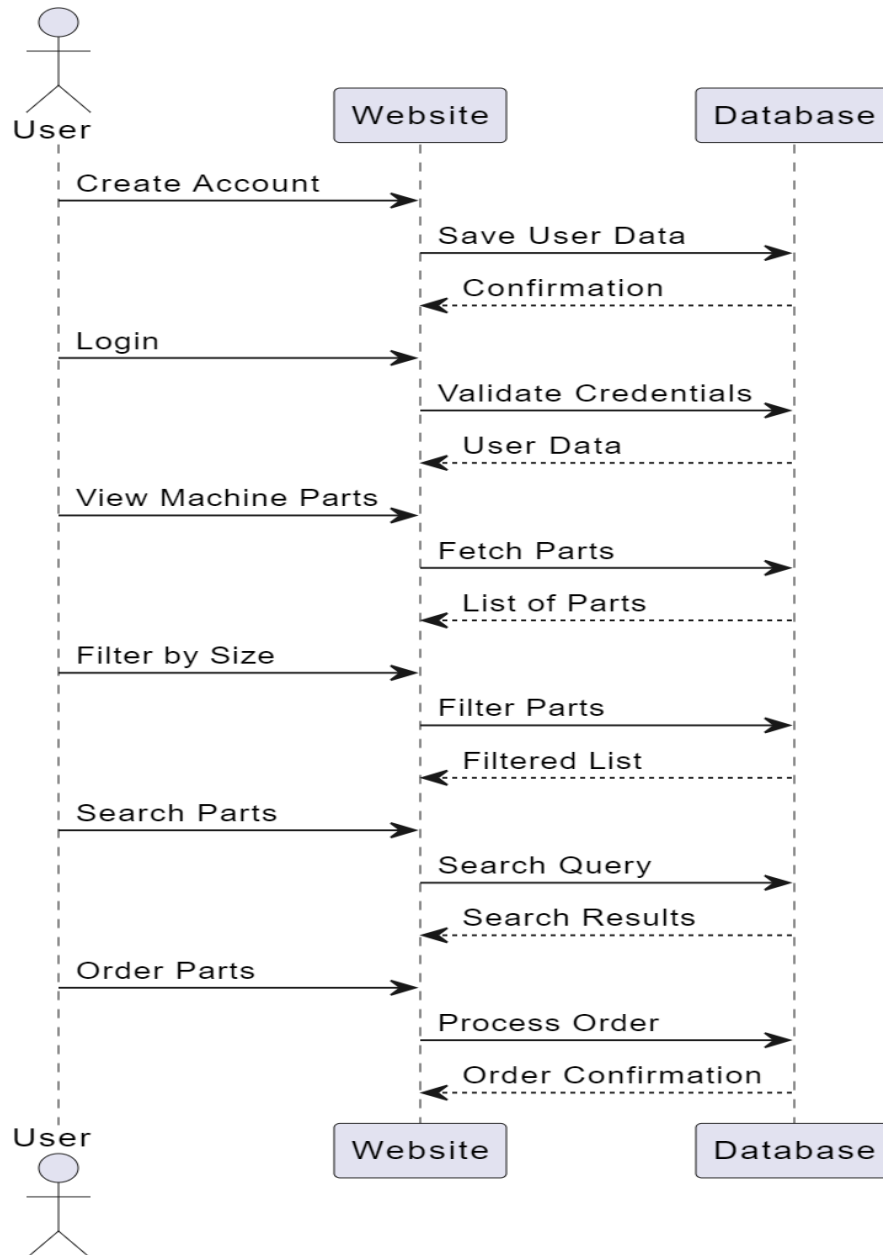 User
Website
Database
Create Account
Save User Data
Confirmation
Login
Validate Credentials
User Data
View Machine Parts
Fetch Parts
List of Parts
Filter by Size
Filter Parts
Filtered List
Search Parts
Search Query
Search Results
Order Parts
Process Order
Order Confirmation
User
Website
Database